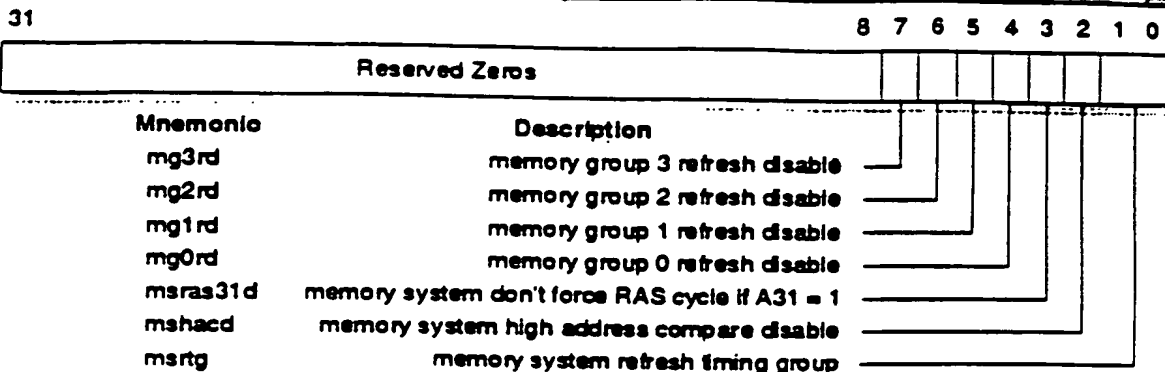 31 8 7 6 5 4 3 2 1 0
Reserved Zeros
Mnemonic Description
mg3rd memory group 3 refresh disable
mg2rd memory group 2 refresh disable
mg1rd memory group 1 refresh disable
mg0rd memory group 0 refresh disable
msras31d memory system don't force RAS cycle if A31 = 1
mshacd memory system high address compare disable
msrtg memory system refresh timing group